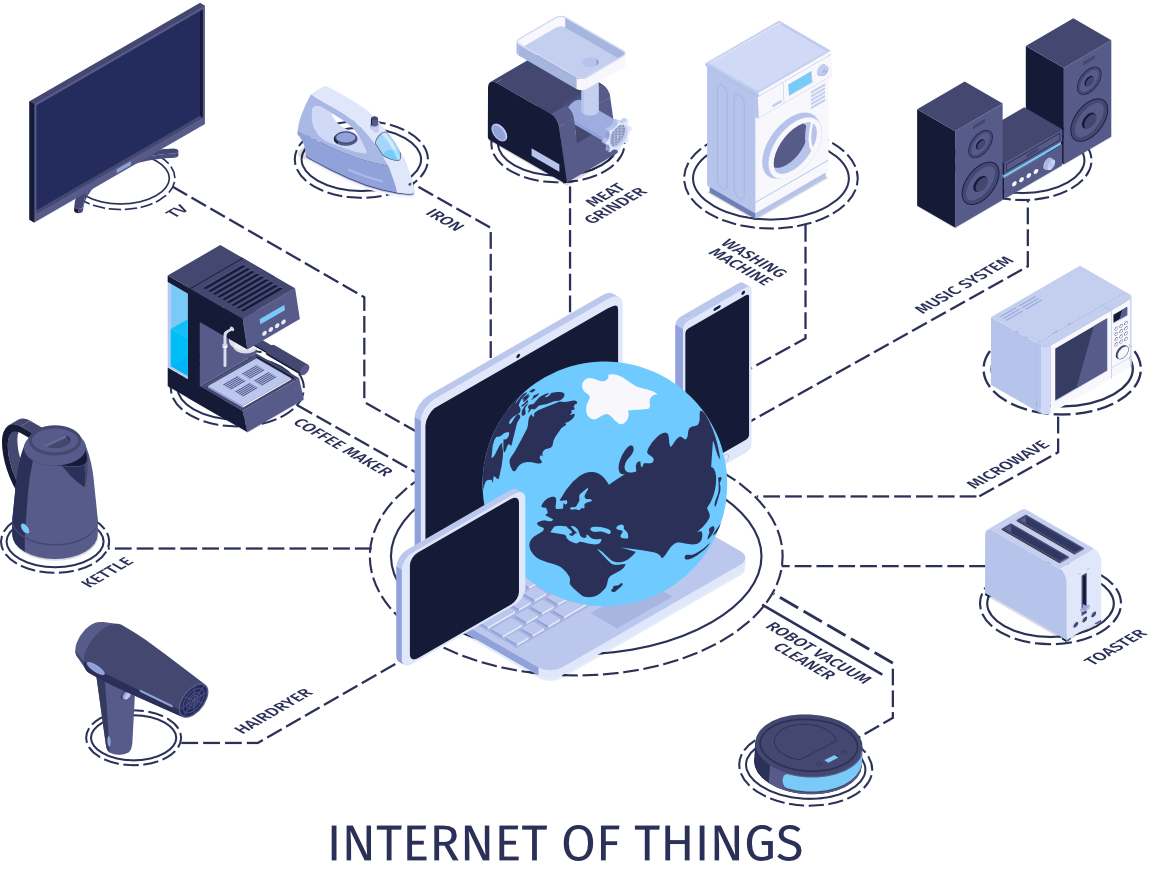 TV
IRON
MEAT
GRINDER
WASHING
MACHINE
MUSIC SYSTEM
COFFEE MAKER
MICROWAVE
KETTLE
TOASTER
ROBOT VACUUM
CLEANER
HAIRDRYER
INTERNET OF THINGS